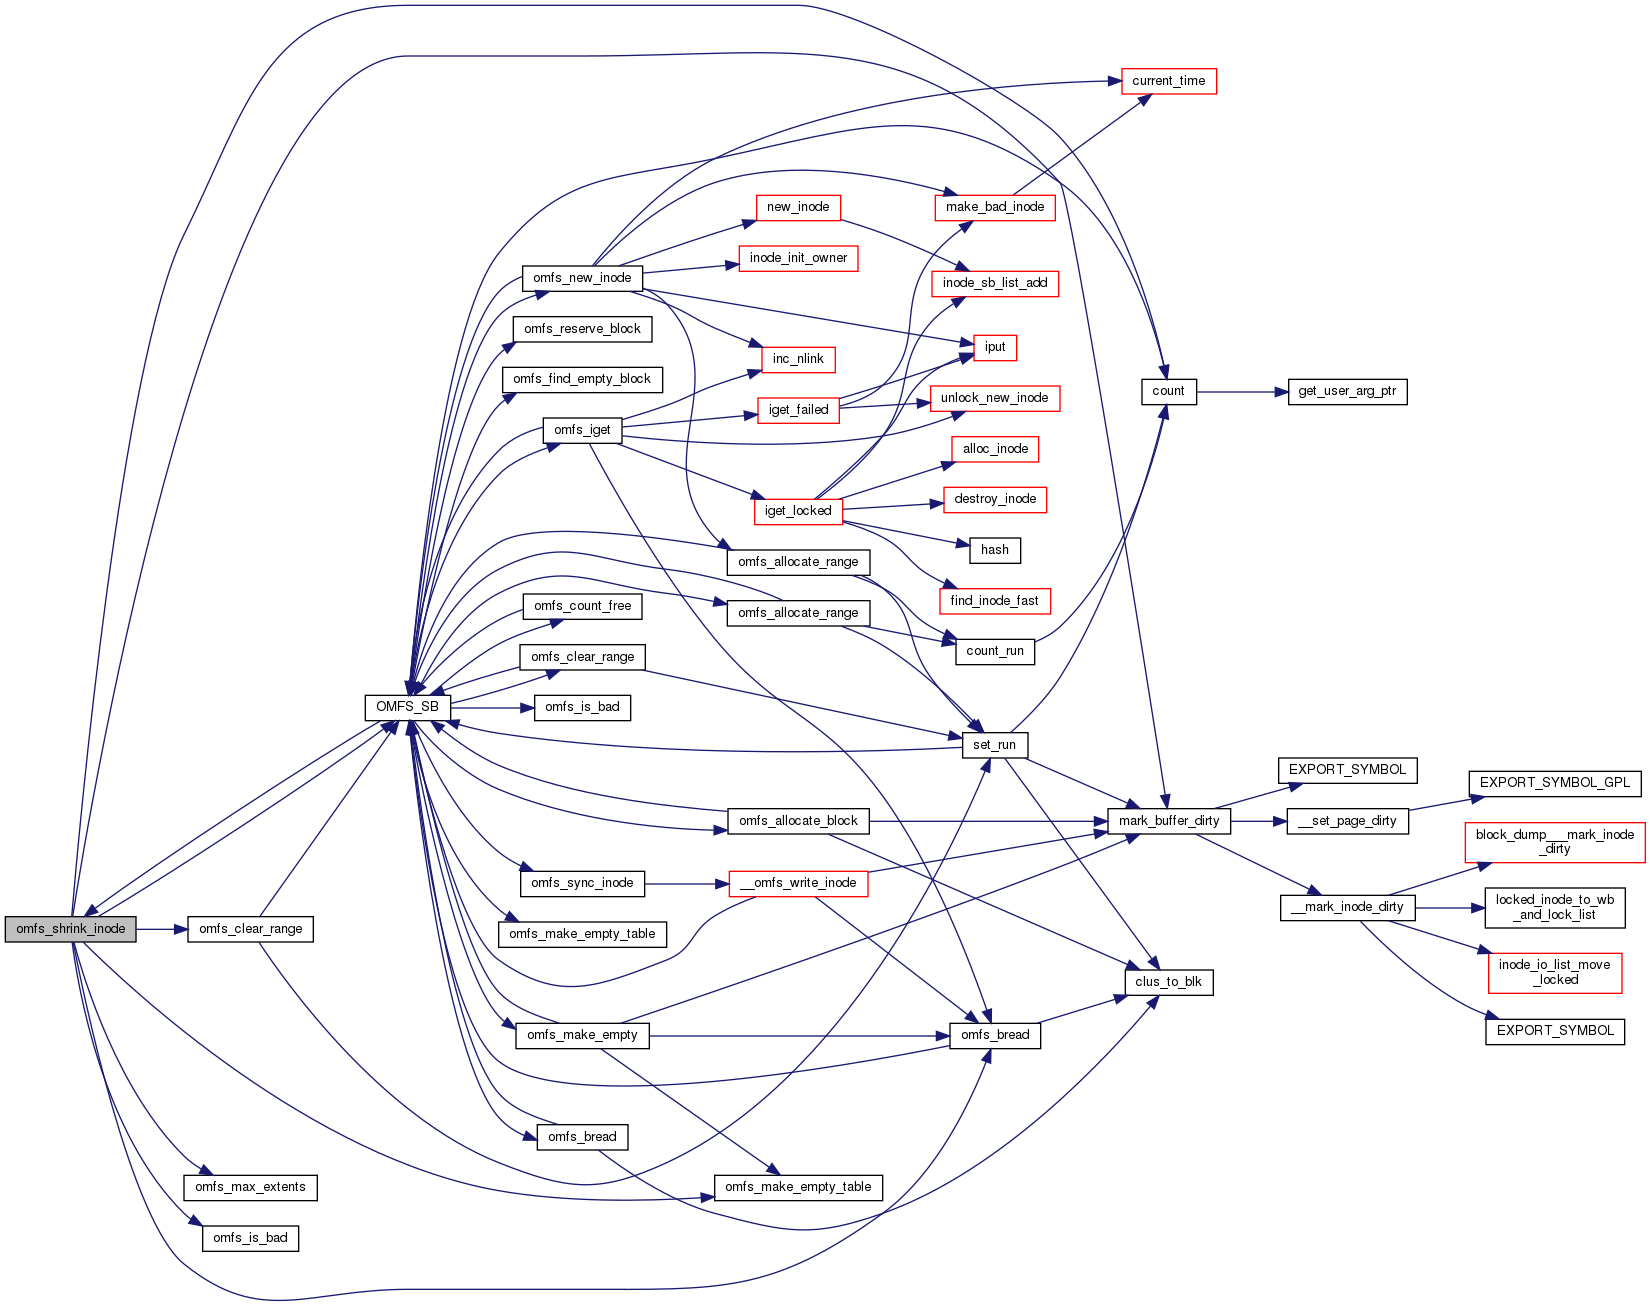 current_time
new_inode
make_bad_inode
inode_init_owner
omfs_new_inode
inode_sb_list_add
omfs_reserve_block
iput
inc_nlink
omfs_find_empty_block
count
get_user_arg_ptr
unlock_new_inode
iget_failed
omfs_iget
alloc_inode
destroy_inode
iget_locked
hash
omfs_allocate_range
find_inode_fast
omfs_count_free
omfs_allocate_range
count_run
omfs_clear_range
OMFS_SB
omfs_is_bad
set_run
EXPORT_SYMBOL
EXPORT_SYMBOL_GPL
omfs_allocate_block
mark_buffer_dirty
__set_page_dirty
block_dump___mark_inode
_dirty
omfs_sync_inode
__omfs_write_inode
__mark_inode_dirty
locked_inode_to_wb
_and_lock_list
omfs_shrink_inode
omfs_clear_range
omfs_make_empty_table
inode_io_list_move
_locked
clus_to_blk
omfs_make_empty
omfs_bread
EXPORT_SYMBOL
omfs_bread
omfs_max_extents
omfs_make_empty_table
omfs_is_bad